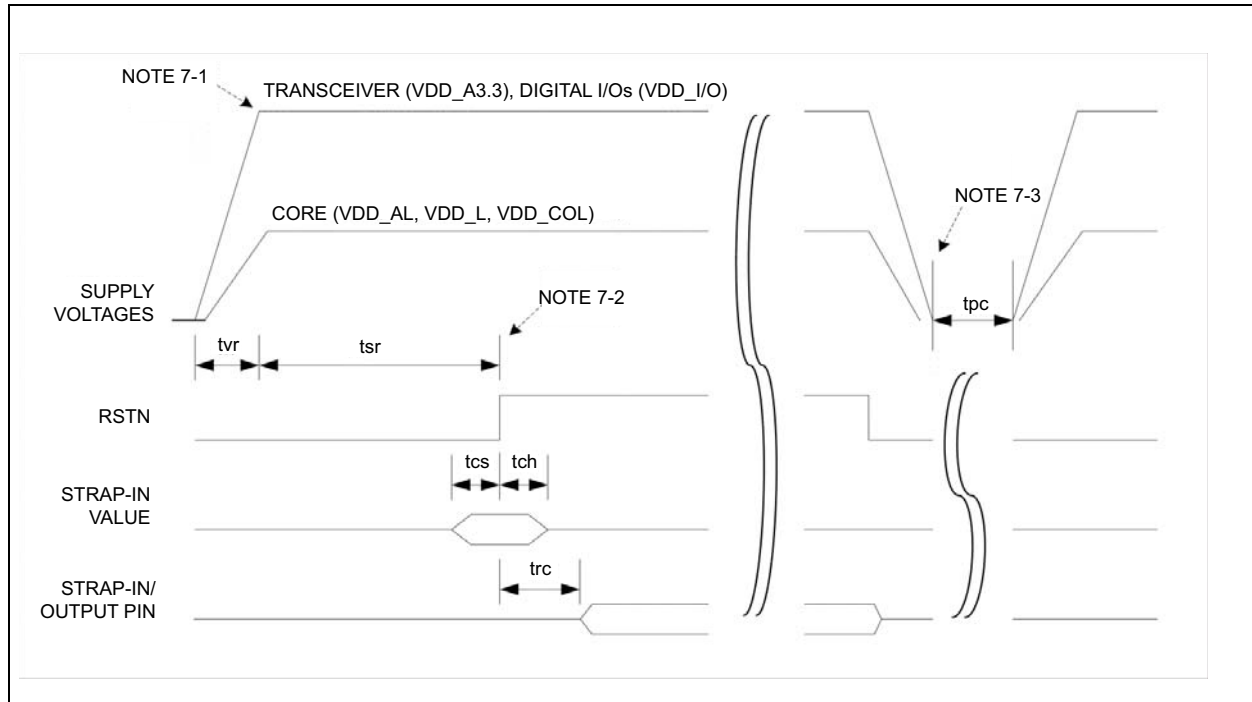 NOTE 7-1
TRANSCEIVER (VDD_A3.3), DIGITAL I/Os (VDD_I/O)
NOTE 7-3
CORE (VDD_AL, VDD_L, VDD_COL)
SUPPLY
VOLTAGES
NOTE 7-2
tpc
tvr
tsr
RSTN
tcs
tch
STRAP-IN
VALUE
trc
STRAP-IN/
OUTPUT PIN